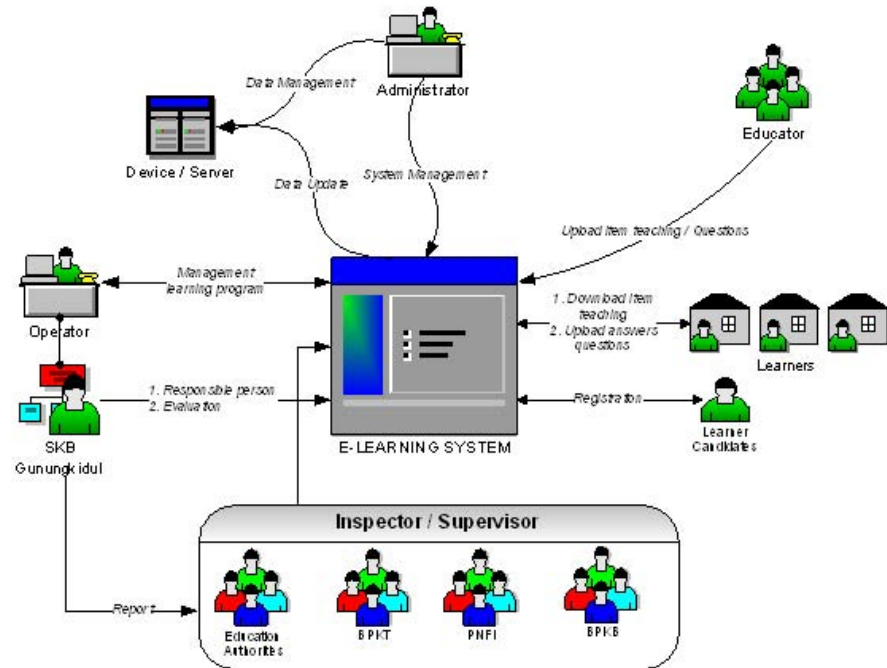 Data Management
Administrator
Device / Server
Educator
Data Update
System Management
Upload item teaching / Questions
Management
learning program
Operator
1. Download item
teaching
2. Upload answers
questions
Learners
1. Responsible person
2. Evaluation
SKB
Gunungkidul
E-LEARNING SYSTEM
Registration
Learner
Candidates
Inspector / Supervisor
Report
Education
Authorites
BPKT
PNFI
BPKB